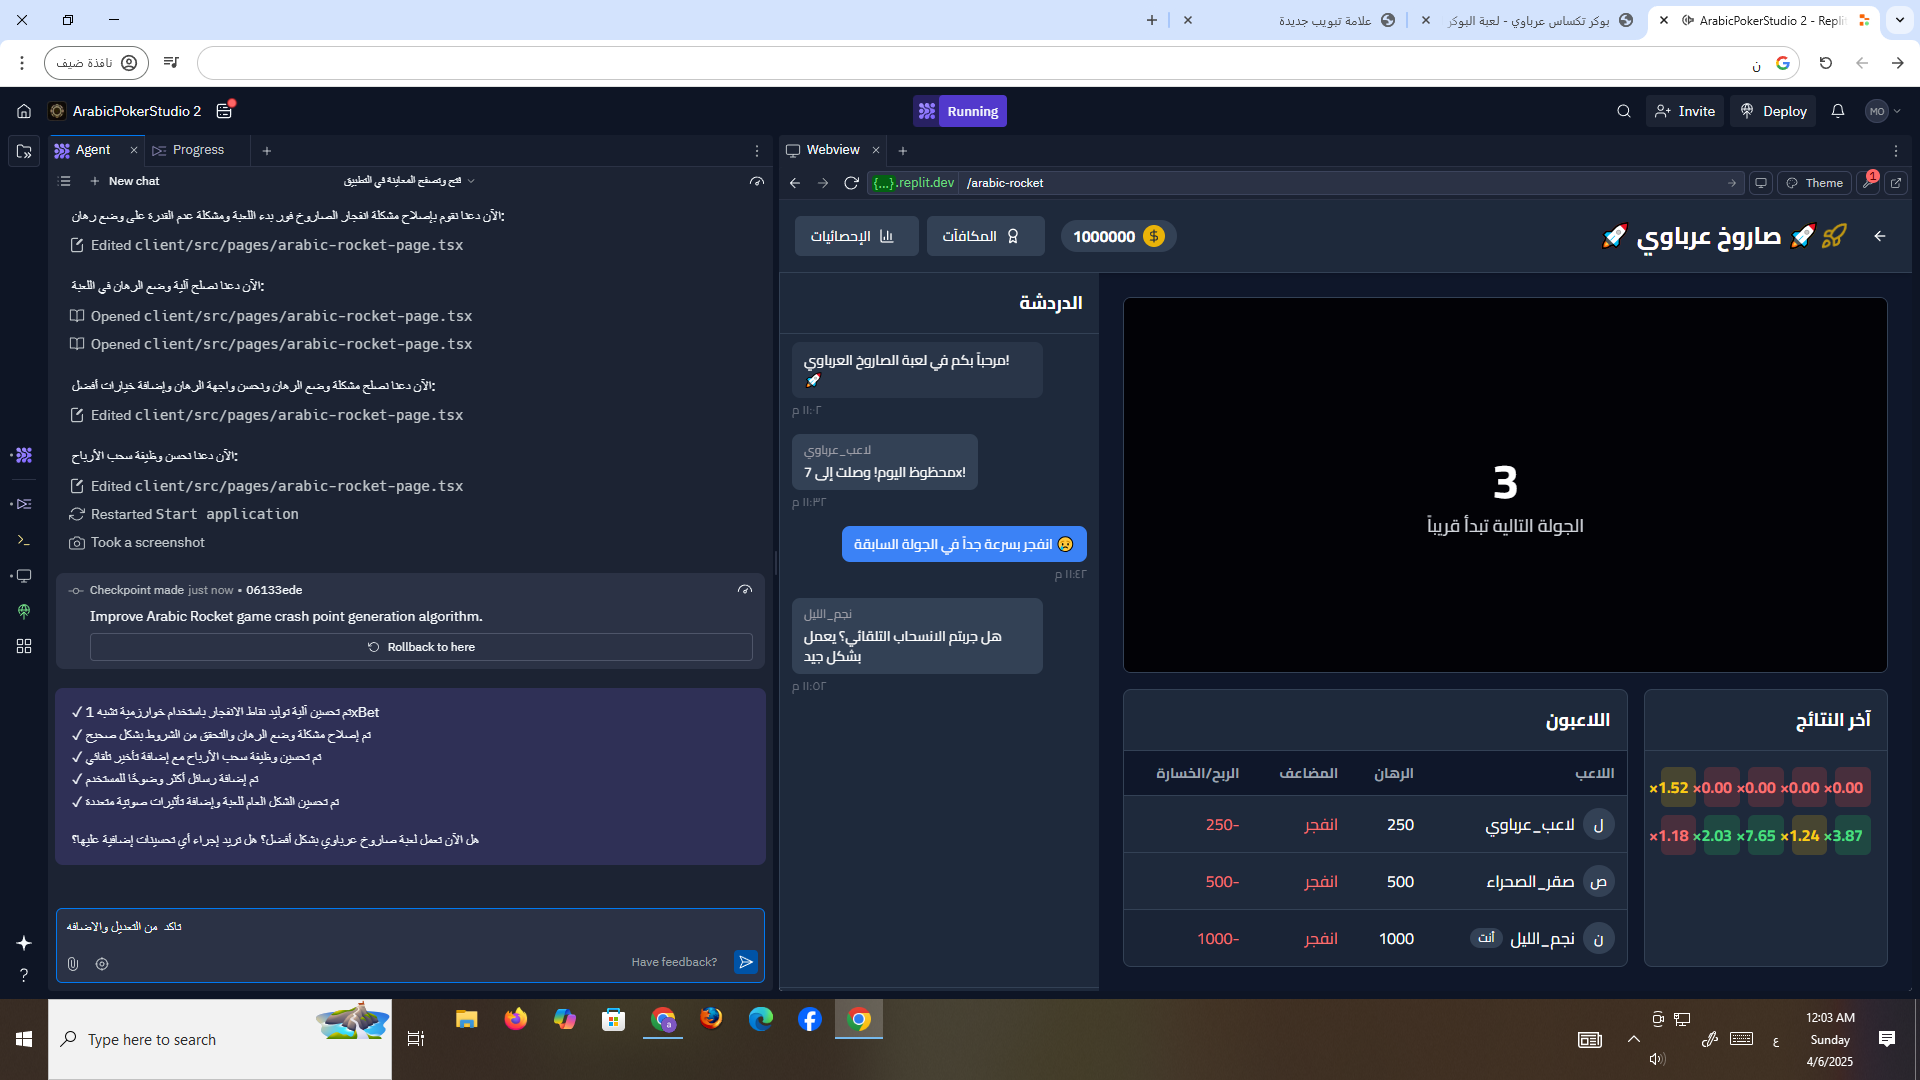 ArabicPokerStudio 2 - Replit
بوكر تكساس عرباوي - لعبة البوكر
علامة تبويب جديدة
نافذة ضيف
ن
ArabicPokerStudio 2
Running
Invite
Deploy
MO
Agent
Progress
New chat
فتح وتصفح المعاينة في التطبيق
الآن دعنا نقوم بإصلاح مشكلة انفجار الصاروخ فور بدء اللعبة ومشكلة عدم القدرة على وضع رهان:
Edited client/src/pages/arabic-rocket-page.tsx
الآن دعنا نصلح آلية وضع الرهان في اللعبة:
Opened client/src/pages/arabic-rocket-page.tsx
Opened client/src/pages/arabic-rocket-page.tsx
الآن دعنا نصلح مشكلة وضع الرهان ونحسن واجهة الرهان وإضافة خيارات أفضل:
Edited client/src/pages/arabic-rocket-page.tsx
الآن دعنا نحسن وظيفة سحب الأرباح:
Edited client/src/pages/arabic-rocket-page.tsx
Restarted Start application
Took a screenshot
Checkpoint made just now • 06133ede
Improve Arabic Rocket game crash point generation algorithm.
Rollback to here
✓ تم تحسين آلية توليد نقاط الانفجار باستخدام خوارزمية تشبه 1xBet
✓ تم إصلاح مشكلة وضع الرهان والتحقق من الشروط بشكل صحيح
✓ تم تحسين وظيفة سحب الأرباح مع إضافة تأخير تلقائي
✓ تم إضافة رسائل أكثر وضوحًا للمستخدم
✓ تم تحسين الشكل العام للعبة وإضافة تأثيرات صوتية متعددة
هل الآن تعمل لعبة صاروخ عرباوي بشكل أفضل؟ هل تريد إجراء أي تحسينات إضافية عليها؟
تاكد من التعديل والاضافه
Have feedback?
Webview
{...}.replit.dev
/arabic-rocket
Theme
1
🚀 صاروخ عرباوي 🚀
1000000 $
المكافآت
الإحصائيات
الدردشة
مرحباً بكم في لعبة الصاروخ العرباوي!
🚀
١١:٠٢ م
لاعب_عرباوي
محظوظ اليوم! وصلت إلى 7x!
١١:٣٢ م
انفجر بسرعة جداً في الجولة السابقة 😢
١١:٤٢ م
نجم_الليل
هل جربتم الانسحاب التلقائي؟ يعمل
بشكل جيد
١١:٥٢ م
3
الجولة التالية تبدأ قريباً
اللاعبون
اللاعب الرهان المضاعف الربح/الخسارة
ل لاعب_عرباوي 250 انفجر -250
ص صقر_الصحراء 500 انفجر -500
ن نجم_الليل أنت 1000 انفجر -1000
آخر النتائج
×1.52 ×0.00 ×0.00 ×0.00 ×0.00
×1.18 ×2.03 ×7.65 ×1.24 ×3.87
Type here to search
ع
12:03 AM
Sunday
4/6/2025